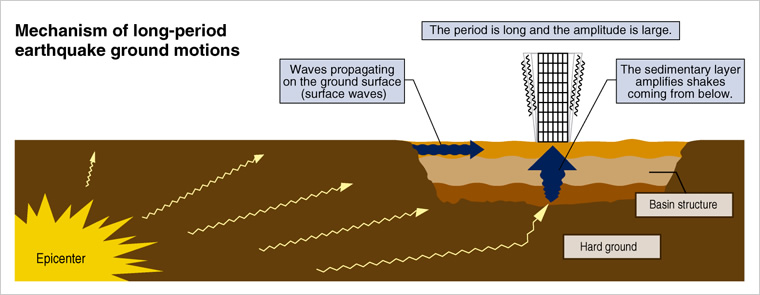 Mechanism of long-period
earthquake ground motions
The period is long and the amplitude is large.
Waves propagating
on the ground surface
(surface waves)
The sedimentary layer
amplifies shakes
coming from below.
Basin structure
Hard ground
Epicenter